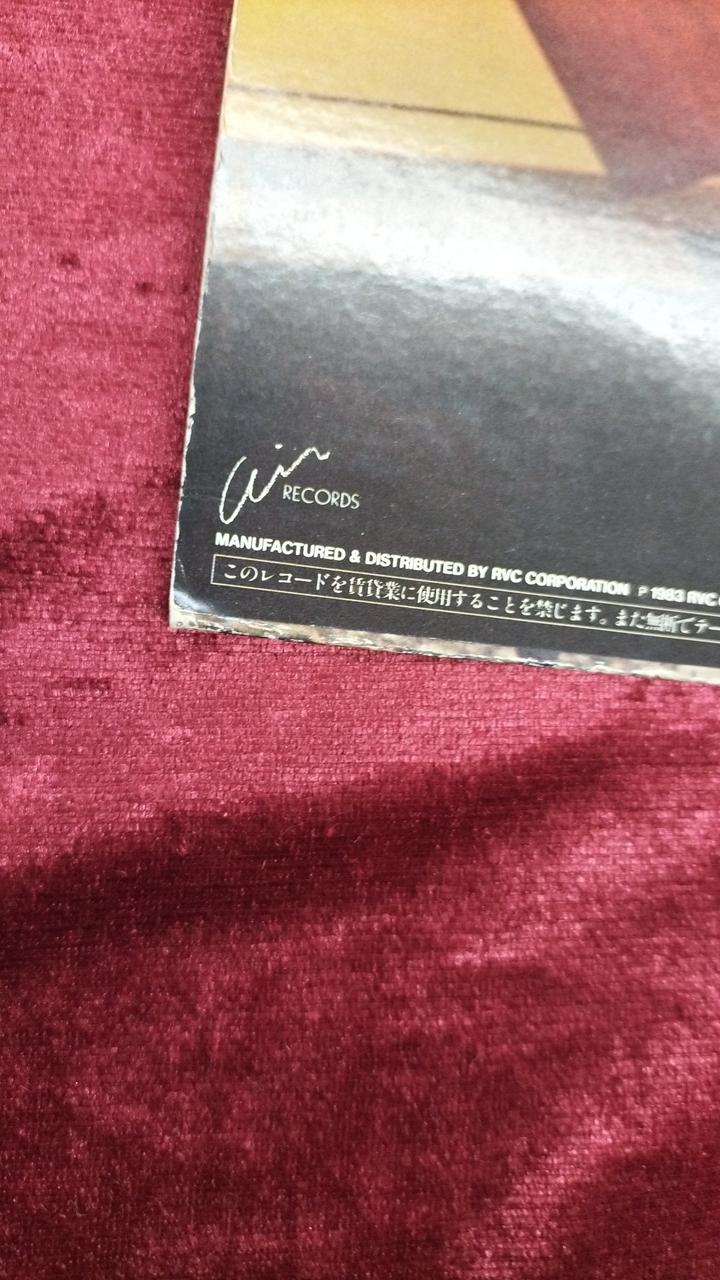 air
RECORDS
MANUFACTURED & DISTRIBUTED BY RVC CORPORATION ℗ 1983 RVC
このレコードを賃貸業に使用することを禁じます。また無断でテー